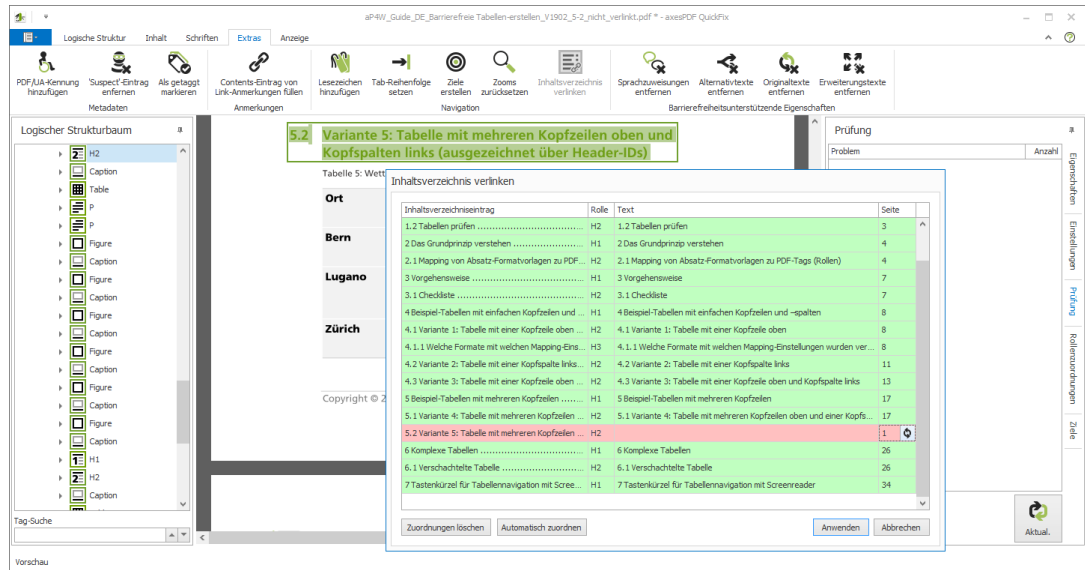 aP4W_Guide_DE_Barrierefreie Tabellen-erstellen_V1902_5-2_nicht_verlinkt.pdf * - axesPDF QuickFix
Logische Struktur Inhalt Schriften Extras Anzeige
PDF/UA-Kennung hinzufügen
'Suspect'-Eintrag entfernen
Als getaggt markieren
Contents-Eintrag von Link-Anmerkungen füllen
Lesezeichen hinzufügen
Tab-Reihenfolge setzen
Ziele erstellen
Zooms zurücksetzen
Inhaltsverzeichnis verlinken
Sprachzuweisungen entfernen
Alternativtexte entfernen
Originaltexte entfernen
Erweiterungstexte entfernen
Metadaten Anmerkungen Navigation Barrierefreiheitsunterstützende Eigenschaften
Logischer Strukturbaum
H2
Caption
Table
P
P
Figure
Caption
Figure
Caption
Figure
Caption
Figure
Caption
Figure
Caption
Figure
Caption
H1
H2
Caption
Tag-Suche
Vorschau
5.2 Variante 5: Tabelle mit mehreren Kopfzeilen oben und
Kopfspalten links (ausgezeichnet über Header-IDs)
Tabelle 5: Wett
Ort
Bern
Lugano
Zürich
Copyright © 2
Inhaltsverzeichnis verlinken
Inhaltsverzeichniseintrag Rolle Text Seite
1.2 Tabellen prüfen ................................... H2 1.2 Tabellen prüfen 3
2 Das Grundprinzip verstehen ................... H1 2 Das Grundprinzip verstehen 4
2.1 Mapping von Absatz-Formatvorlagen zu PDF... H2 2.1 Mapping von Absatz-Formatvorlagen zu PDF-Tags (Rollen) 4
3 Vorgehensweise ................................... H1 3 Vorgehensweise 7
3.1 Checkliste ................................... H2 3.1 Checkliste 7
4 Beispiel-Tabellen mit einfachen Kopfzeilen und ... H1 4 Beispiel-Tabellen mit einfachen Kopfzeilen und –spalten 8
4.1 Variante 1: Tabelle mit einer Kopfzeile oben ... H2 4.1 Variante 1: Tabelle mit einer Kopfzeile oben 8
4.1.1 Welche Formate mit welchen Mapping-Eins... H3 4.1.1 Welche Formate mit welchen Mapping-Einstellungen wurden ver... 8
4.2 Variante 2: Tabelle mit einer Kopfspalte links... H2 4.2 Variante 2: Tabelle mit einer Kopfspalte links 11
4.3 Variante 3: Tabelle mit einer Kopfzeile oben ... H2 4.3 Variante 3: Tabelle mit einer Kopfzeile oben und Kopfspalte links 13
5 Beispiel-Tabellen mit mehreren Kopfzeilen ...... H1 5 Beispiel-Tabellen mit mehreren Kopfzeilen 17
5.1 Variante 4: Tabelle mit mehreren Kopfzeilen ... H2 5.1 Variante 4: Tabelle mit mehreren Kopfzeilen oben und einer Kopfs... 17
5.2 Variante 5: Tabelle mit mehreren Kopfzeilen ... H2 1
6 Komplexe Tabellen ........................... H1 6 Komplexe Tabellen 26
6.1 Verschachtelte Tabelle ........................... H2 6.1 Verschachtelte Tabelle 26
7 Tastenkürzel für Tabellennavigation mit Scree... H1 7 Tastenkürzel für Tabellennavigation mit Screenreader 34
Zuordnungen löschen Automatisch zuordnen Anwenden Abbrechen
Prüfung
Problem Anzahl
Aktual.
Eigenschaften
Einstellungen
Prüfung
Rollenzuordnungen
Ziele